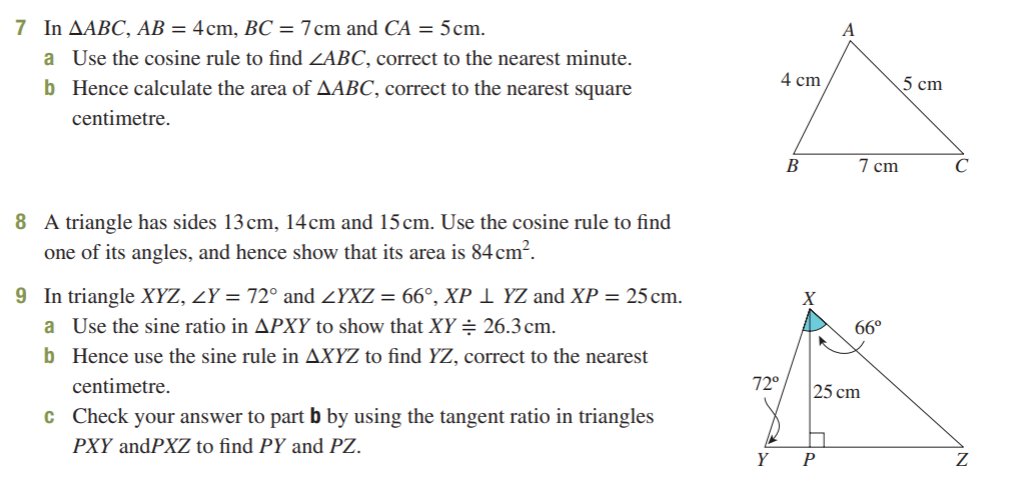 7 In ΔABC, AB = 4 cm, BC = 7 cm and CA = 5 cm.
a Use the cosine rule to find ∠ABC, correct to the nearest minute.
b Hence calculate the area of ΔABC, correct to the nearest square
centimetre.
A
4 cm
5 cm
B
7 cm
C
8 A triangle has sides 13 cm, 14 cm and 15 cm. Use the cosine rule to find
one of its angles, and hence show that its area is 84 cm².
9 In triangle XYZ, ∠Y = 72° and ∠YXZ = 66°, XP ⊥ YZ and XP = 25 cm.
a Use the sine ratio in ΔPXY to show that XY ≑ 26.3 cm.
b Hence use the sine rule in ΔXYZ to find YZ, correct to the nearest
centimetre.
c Check your answer to part b by using the tangent ratio in triangles
PXY andPXZ to find PY and PZ.
X
66°
72°
25 cm
Y
P
Z